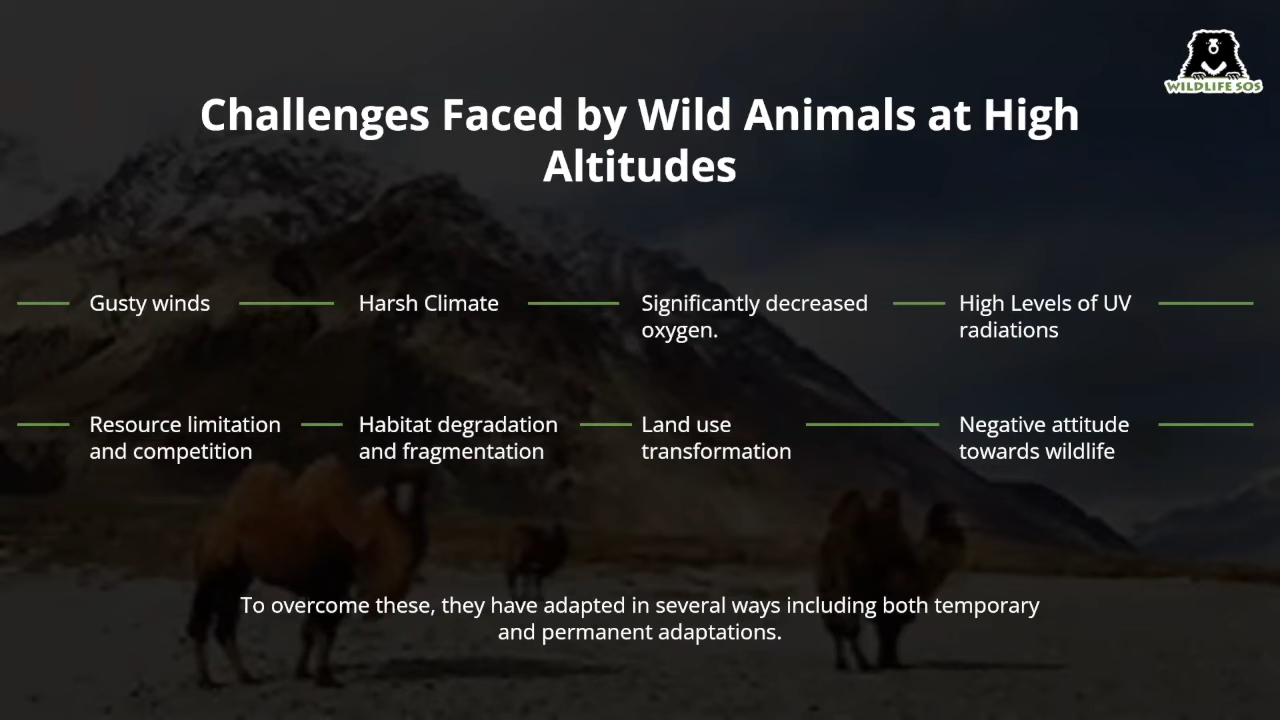 WILDLIFE SOS
Challenges Faced by Wild Animals at High
Altitudes
Gusty winds
Harsh Climate
Significantly decreased
oxygen.
High Levels of UV
radiations
Resource limitation
and competition
Habitat degradation
and fragmentation
Land use
transformation
Negative attitude
towards wildlife
To overcome these, they have adapted in several ways including both temporary
and permanent adaptations.